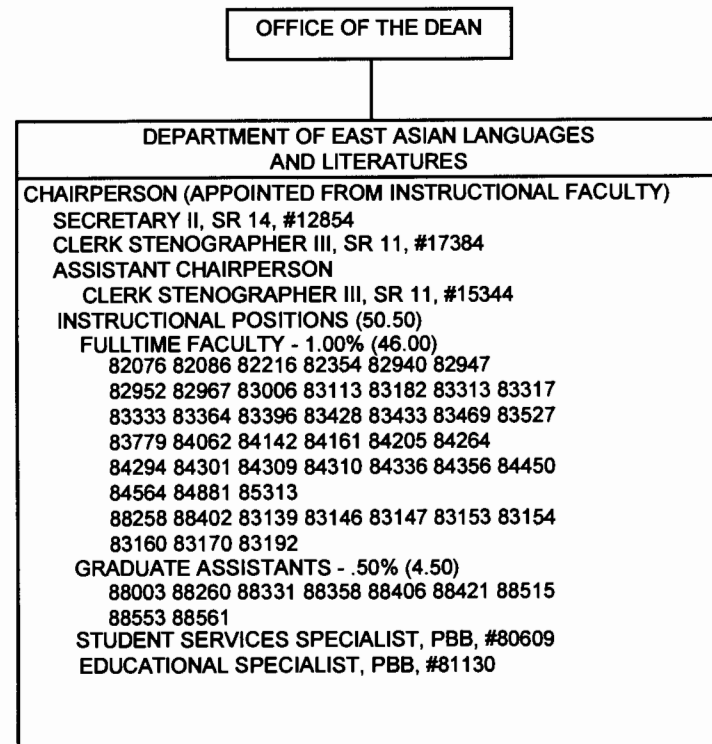 OFFICE OF THE DEAN
DEPARTMENT OF EAST ASIAN LANGUAGES
AND LITERATURES
CHAIRPERSON (APPOINTED FROM INSTRUCTIONAL FACULTY)
SECRETARY II, SR 14, #12854
CLERK STENOGRAPHER III, SR 11, #17384
ASSISTANT CHAIRPERSON
CLERK STENOGRAPHER III, SR 11, #15344
INSTRUCTIONAL POSITIONS (50.50)
FULLTIME FACULTY - 1.00% (46.00)
82076 82086 82216 82354 82940 82947
82952 82967 83006 83113 83182 83313 83317
83333 83364 83396 83428 83433 83469 83527
83779 84062 84142 84161 84205 84264
84294 84301 84309 84310 84336 84356 84450
84564 84881 85313
88258 88402 83139 83146 83147 83153 83154
83160 83170 83192
GRADUATE ASSISTANTS - .50% (4.50)
88003 88260 88331 88358 88406 88421 88515
88553 88561
STUDENT SERVICES SPECIALIST, PBB, #80609
EDUCATIONAL SPECIALIST, PBB, #81130